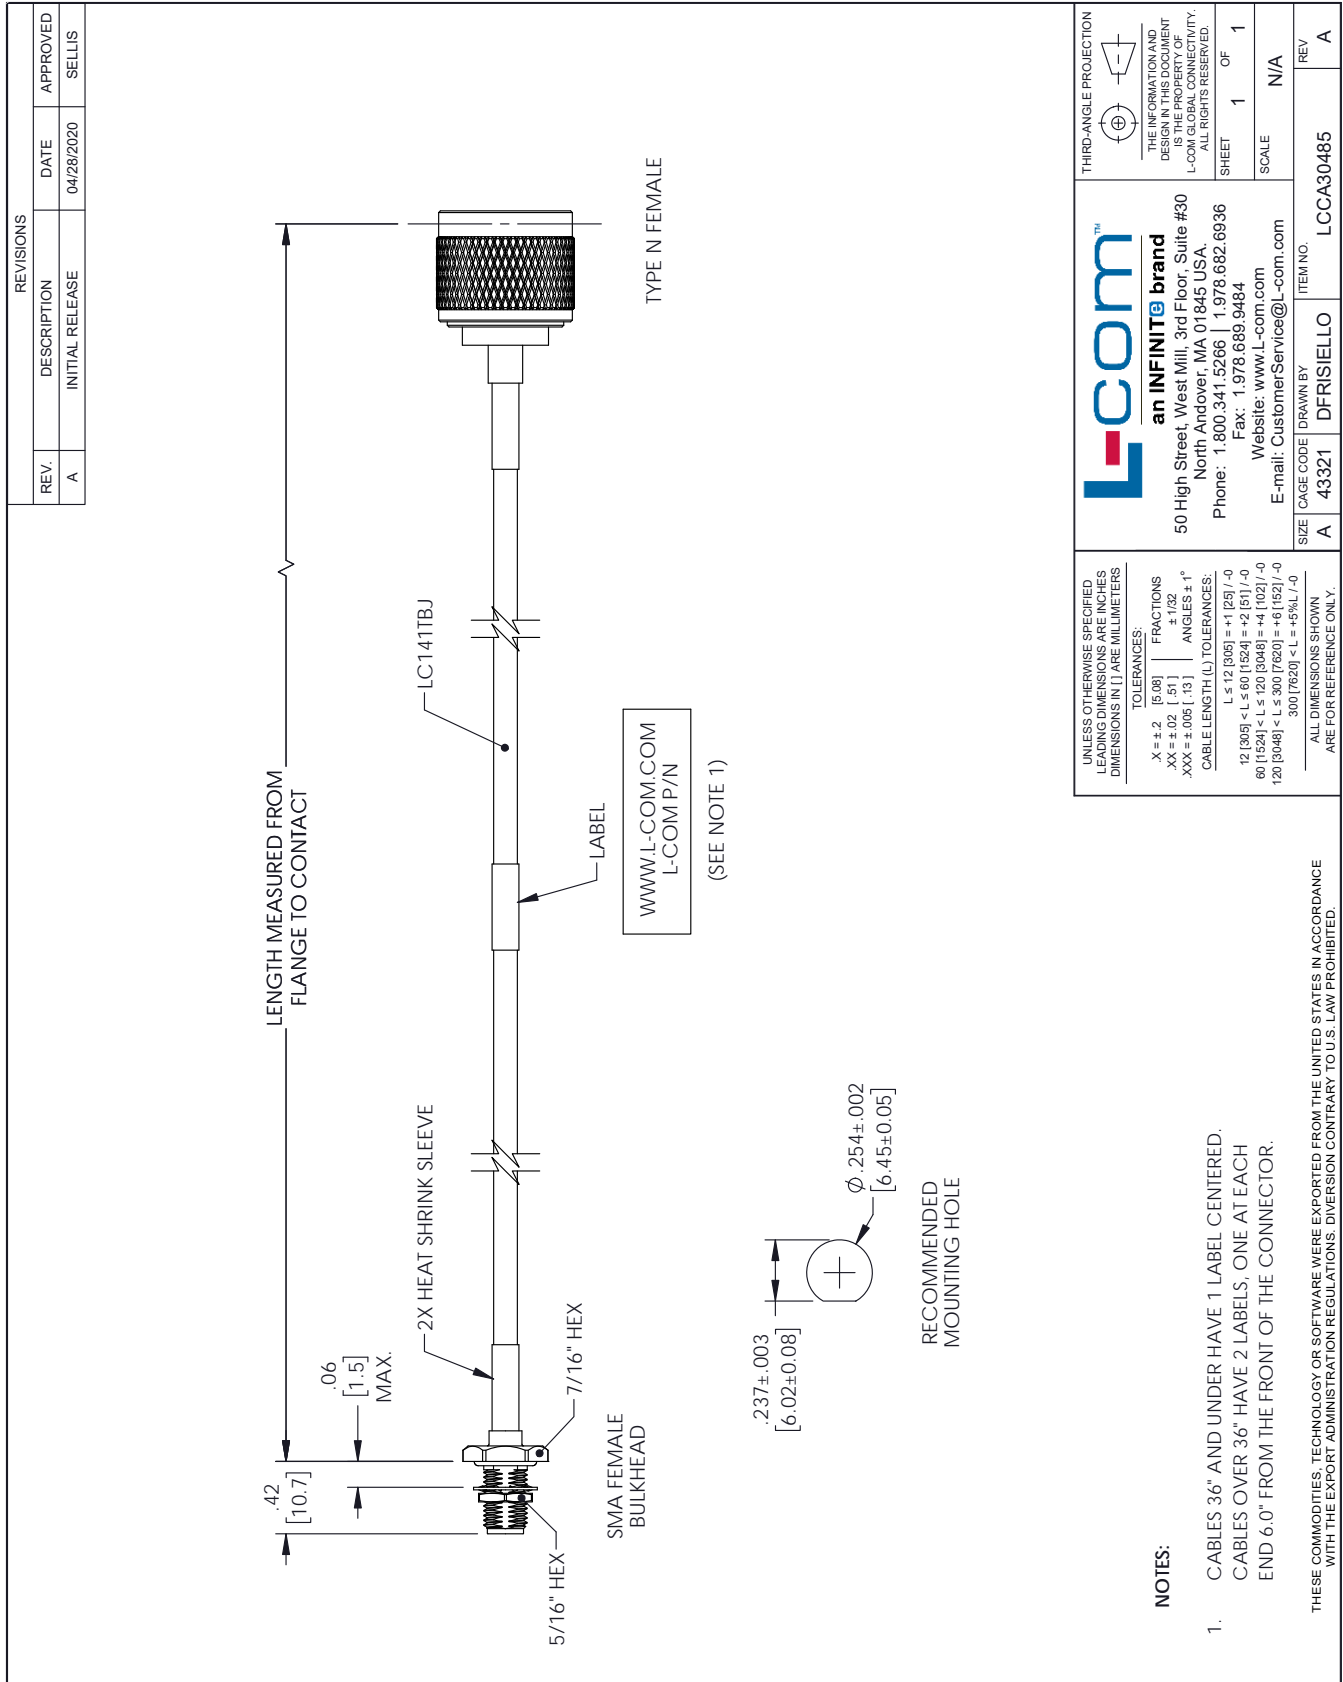 REVISIONS
REV. DESCRIPTION DATE APPROVED
A INITIAL RELEASE 04/28/2020 SELLIS
LENGTH MEASURED FROM
FLANGE TO CONTACT
.42
[10.7]
.06
[1.5]
MAX.
2X HEAT SHRINK SLEEVE
LC141TBJ
5/16" HEX
7/16" HEX
SMA FEMALE
BULKHEAD
LABEL
WWW.L-COM.COM
L-COM P/N
(SEE NOTE 1)
TYPE N FEMALE
.237±.003
[6.02±0.08]
Ø .254±.002
[6.45±0.05]
RECOMMENDED
MOUNTING HOLE
NOTES:
1. CABLES 36" AND UNDER HAVE 1 LABEL CENTERED.
CABLES OVER 36" HAVE 2 LABELS, ONE AT EACH
END 6.0" FROM THE FRONT OF THE CONNECTOR.
THESE COMMODITIES, TECHNOLOGY OR SOFTWARE WERE EXPORTED FROM THE UNITED STATES IN ACCORDANCE
WITH THE EXPORT ADMINISTRATION REGULATIONS. DIVERSION CONTRARY TO U.S. LAW PROHIBITED.
UNLESS OTHERWISE SPECIFIED
LEADING DIMENSIONS ARE INCHES
DIMENSIONS IN [ ] ARE MILLIMETERS
TOLERANCES:
.X = ± .2 [5.08] FRACTIONS
.XX = ± .02 [ .51 ] ± 1/32
.XXX = ± .005 [ .13 ] ANGLES ± 1°
CABLE LENGTH (L) TOLERANCES:
L ≤ 12 [305] = +1 [25] / -0
12 [305] < L ≤ 60 [1524] = +2 [51] / -0
60 [1524] < L ≤ 120 [3048] = +4 [102] / -0
120 [3048] < L ≤ 300 [7620] = +6 [152] / -0
300 [7620] < L = +5%L / -0
ALL DIMENSIONS SHOWN
ARE FOR REFERENCE ONLY.
L-com™
an INFINITe brand
50 High Street, West Mill, 3rd Floor, Suite #30
North Andover, MA 01845 USA.
Phone: 1.800.341.5266 | 1.978.682.6936
Fax: 1.978.689.9484
Website: www.L-com.com
E-mail: CustomerService@L-com.com
THIRD-ANGLE PROJECTION
THE INFORMATION AND
DESIGN IN THIS DOCUMENT
IS THE PROPERTY OF
L-COM GLOBAL CONNECTIVITY.
ALL RIGHTS RESERVED.
SHEET 1 OF 1
SCALE N/A
SIZE A
CAGE CODE 43321
DRAWN BY DFRISIELLO
ITEM NO. LCCA30485
REV A